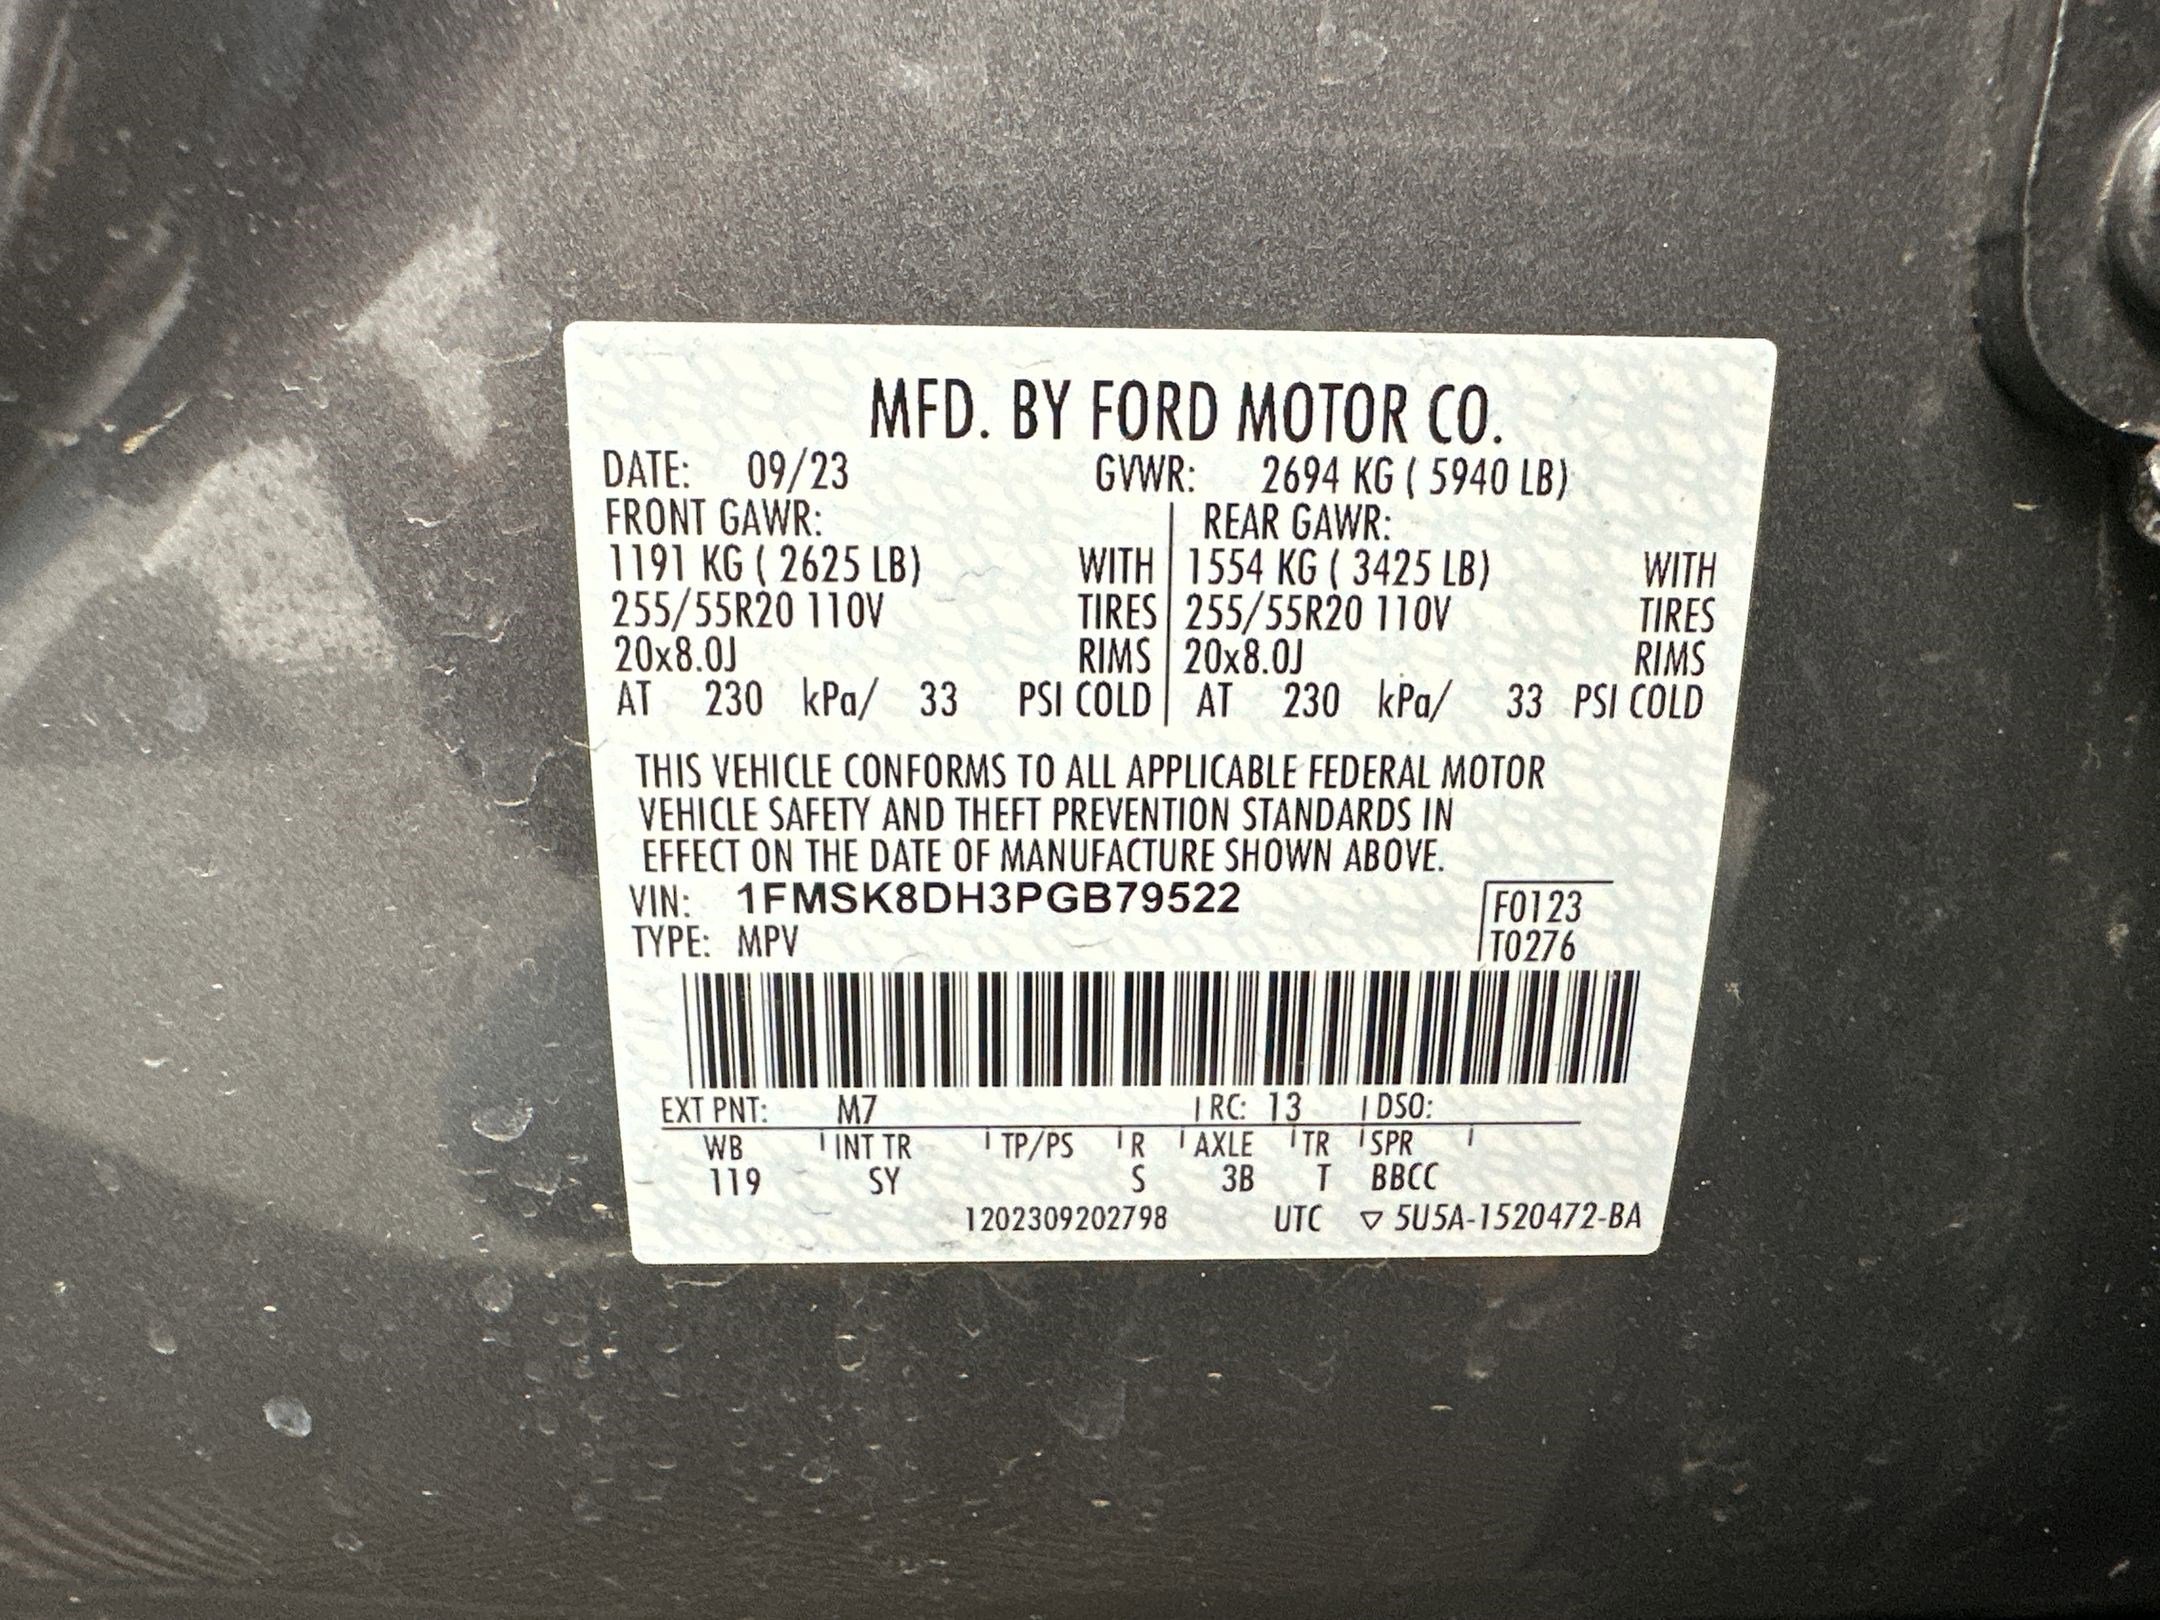 MFD. BY FORD MOTOR CO.
DATE: 09/23 GVWR: 2694 KG ( 5940 LB)
FRONT GAWR: REAR GAWR:
1191 KG ( 2625 LB) WITH 1554 KG ( 3425 LB) WITH
255/55R20 110V TIRES 255/55R20 110V TIRES
20x8.0J RIMS 20x8.0J RIMS
AT 230 kPa/ 33 PSI COLD AT 230 kPa/ 33 PSI COLD
THIS VEHICLE CONFORMS TO ALL APPLICABLE FEDERAL MOTOR
VEHICLE SAFETY AND THEFT PREVENTION STANDARDS IN
EFFECT ON THE DATE OF MANUFACTURE SHOWN ABOVE.
VIN: 1FMSK8DH3PGB79522 F0123
TYPE: MPV T0276
EXT PNT: M7 RC: 13 DSO:
WB INT TR TP/PS R AXLE TR SPR
119 SY S 3B T BBCC
1202309202798 UTC ▽ 5U5A-1520472-BA